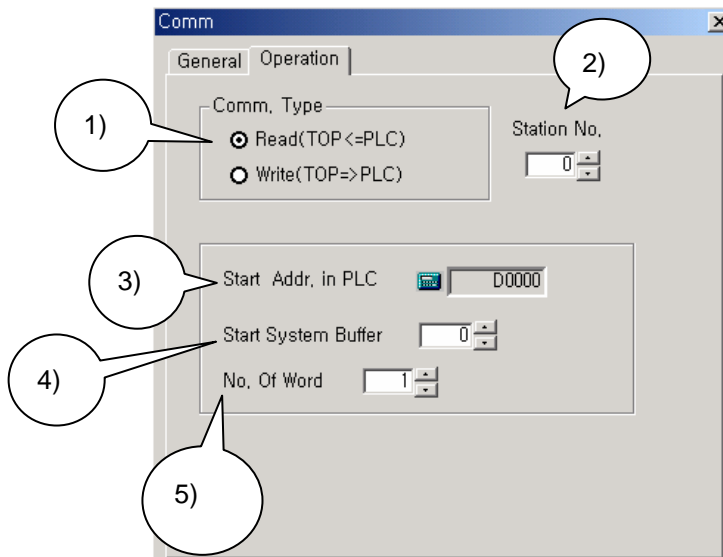 Comm
General Operation
2)
Comm, Type
1)
Read(TOP<=PLC)
Station No,
0
Write(TOP=>PLC)
3)
Start Addr, in PLC D0000
Start System Buffer 0
4)
No, Of Word 1
5)